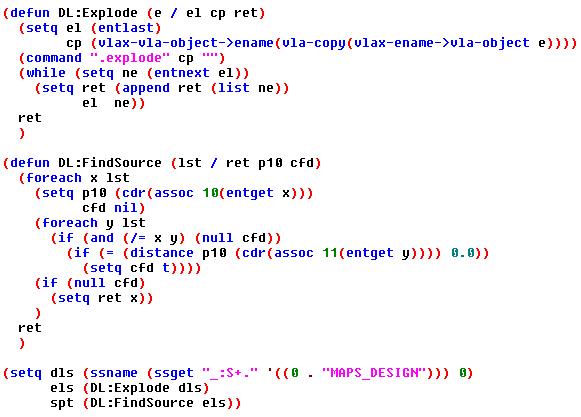 (defun DL:Explode (e / el cp ret)
  (setq el (entlast)
        cp (vlax-vla-object->ename(vla-copy(vlax-ename->vla-object e))))
  (command ".explode" cp "")
  (while (setq ne (entnext el))
    (setq ret (append ret (list ne))
          el  ne))
  ret
  )
(defun DL:FindSource (lst / ret p10 cfd)
  (foreach x lst
    (setq p10 (cdr(assoc 10(entget x)))
          cfd nil)
    (foreach y lst
      (if (and (/= x y) (null cfd))
        (if (= (distance p10 (cdr(assoc 11(entget y)))) 0.0))
          (setq cfd t))))
    (if (null cfd)
      (setq ret x))
    )
  ret
  )
(setq dls (ssname (ssget "_:S+." '((0 . "MAPS_DESIGN"))) 0)
      els (DL:Explode dls)
      spt (DL:FindSource els))